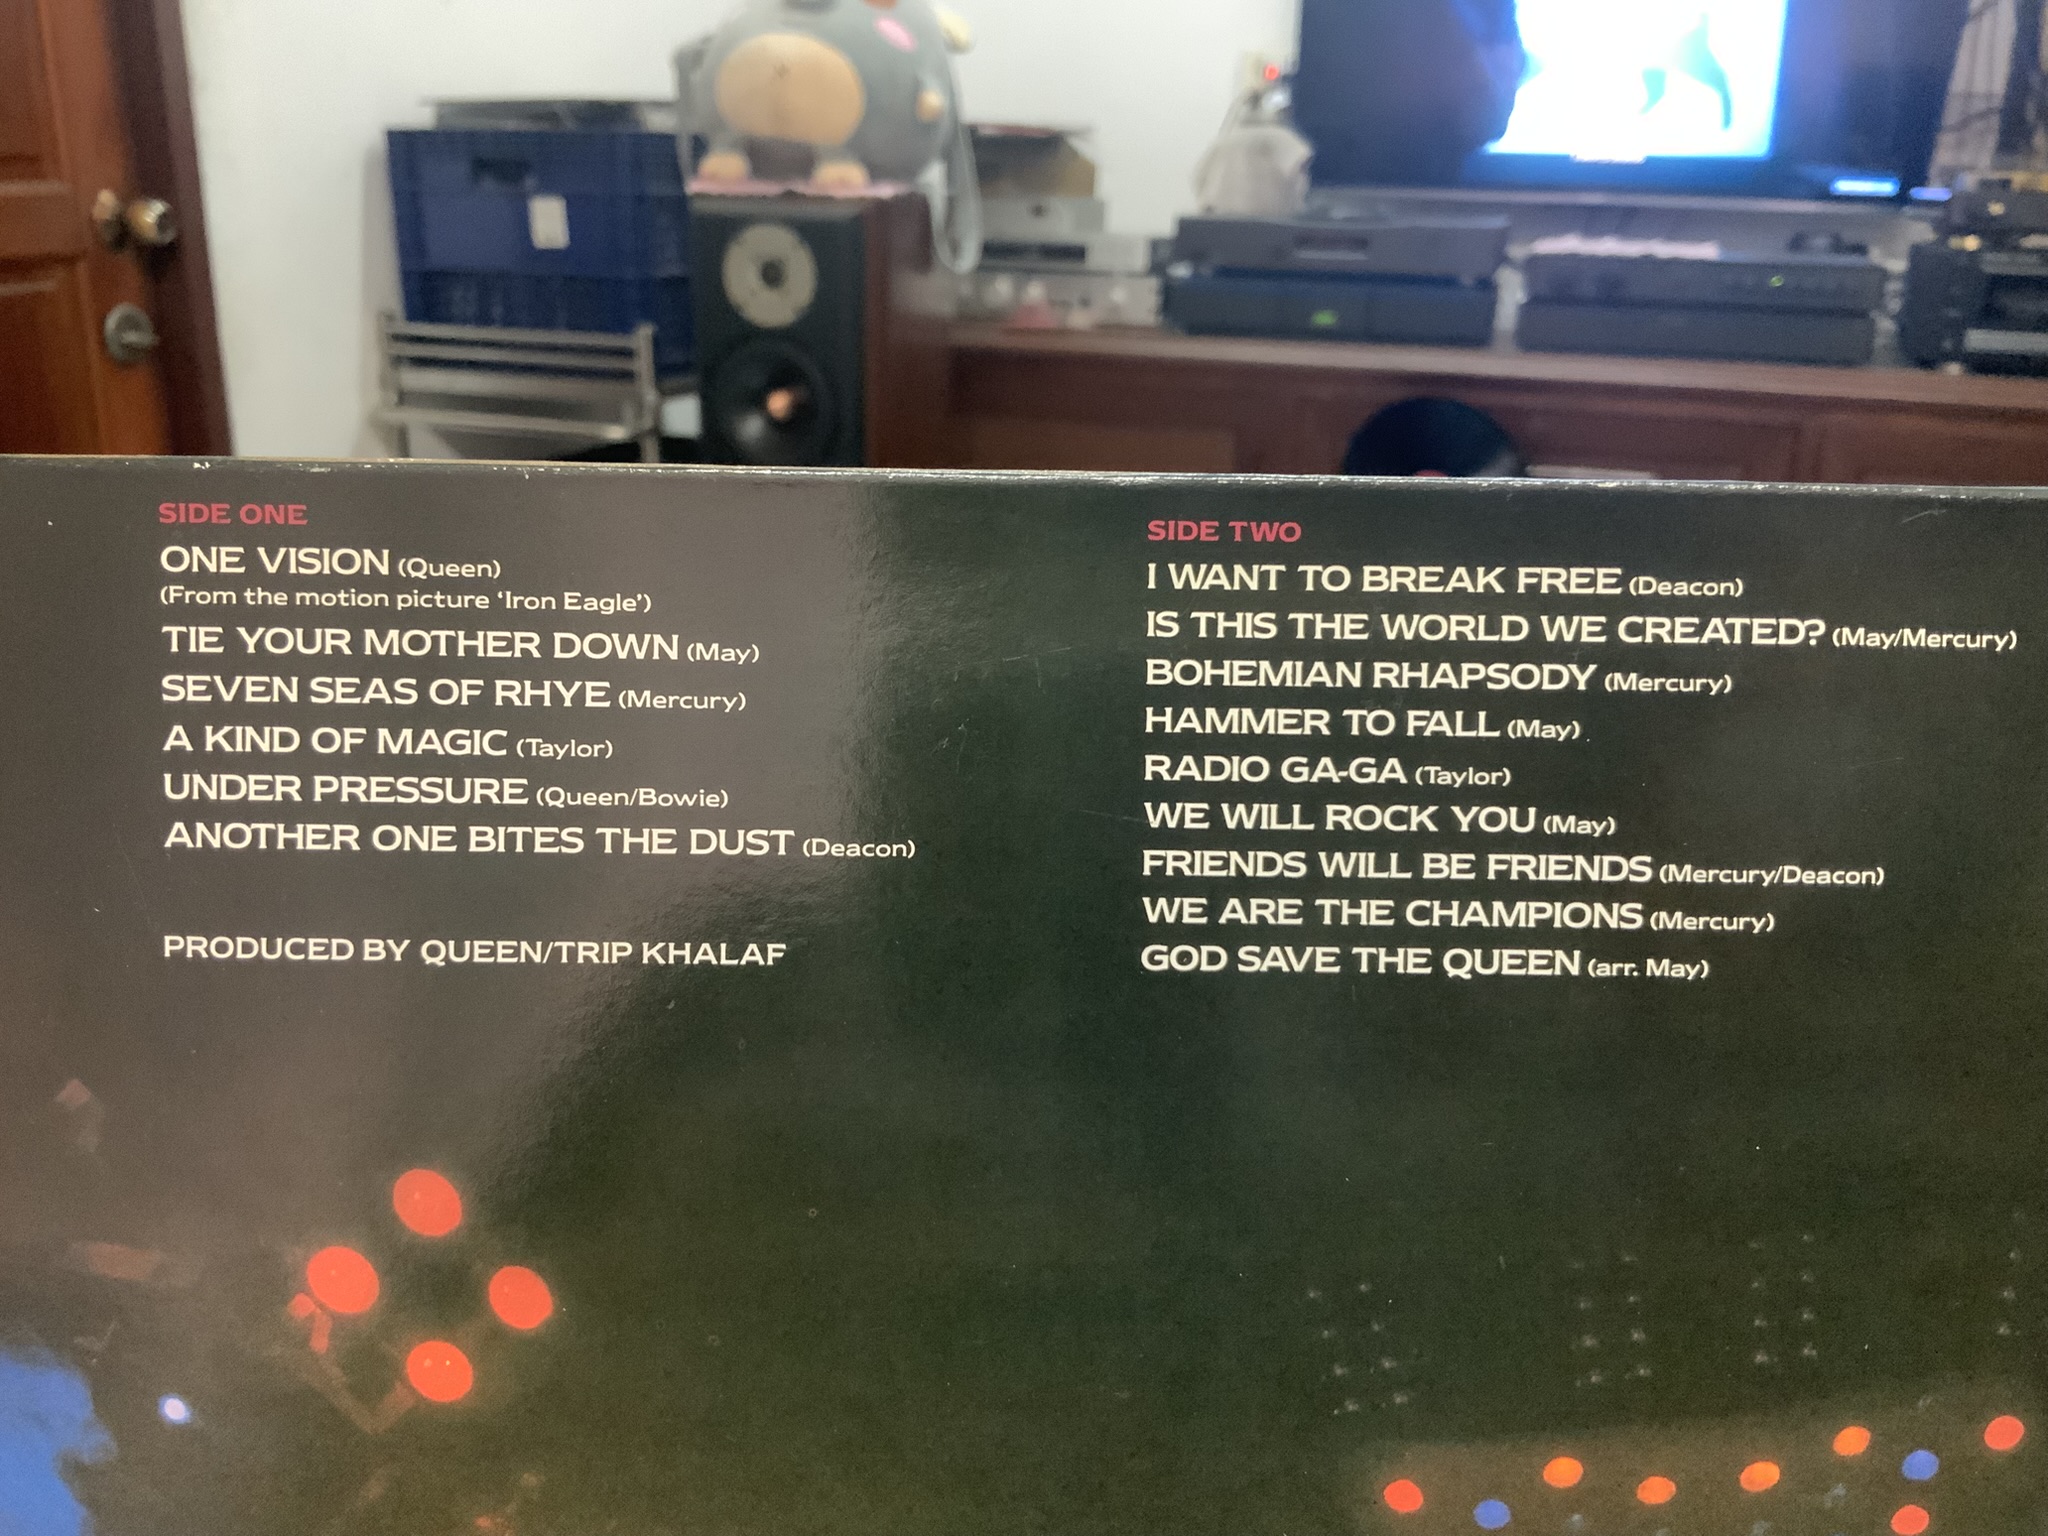 SIDE ONE
ONE VISION (Queen)
(From the motion picture ‘Iron Eagle’)
TIE YOUR MOTHER DOWN (May)
SEVEN SEAS OF RHYE (Mercury)
A KIND OF MAGIC (Taylor)
UNDER PRESSURE (Queen/Bowie)
ANOTHER ONE BITES THE DUST (Deacon)
PRODUCED BY QUEEN/TRIP KHALAF
SIDE TWO
I WANT TO BREAK FREE (Deacon)
IS THIS THE WORLD WE CREATED? (May/Mercury)
BOHEMIAN RHAPSODY (Mercury)
HAMMER TO FALL (May)
RADIO GA-GA (Taylor)
WE WILL ROCK YOU (May)
FRIENDS WILL BE FRIENDS (Mercury/Deacon)
WE ARE THE CHAMPIONS (Mercury)
GOD SAVE THE QUEEN (arr. May)